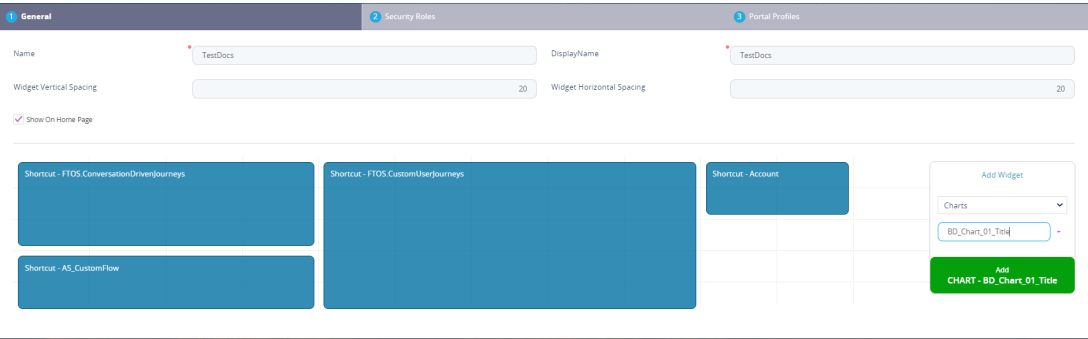 1 General
2 Security Roles
3 Portal Profiles
Name
* TestDocs
DisplayName
* TestDocs
Widget Vertical Spacing
20
Widget Horizontal Spacing
20
Show On Home Page
Shortcut - FTOS.ConversationDrivenJourneys
Shortcut - FTOS.CustomUserJourneys
Shortcut - Account
Add Widget
Charts
BD_Chart_01_Title
Shortcut - AS_CustomFlow
Add
CHART - BD_Chart_01_Title